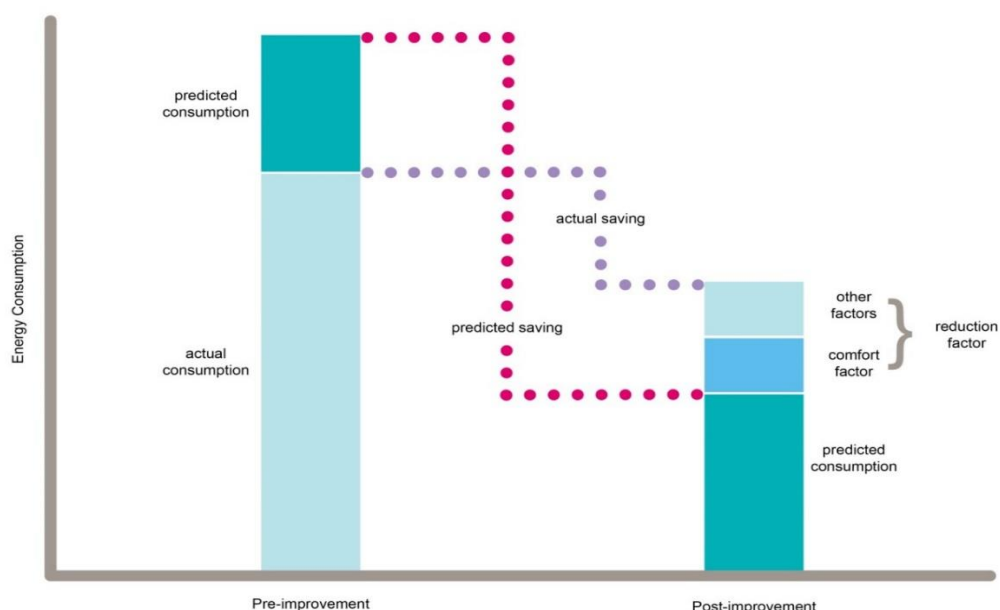 predicted
consumption
actual saving
Energy Consumption
other
factors
reduction
factor
predicted saving
actual
consumption
comfort
factor
predicted
consumption
Pre-improvement
Post-improvement